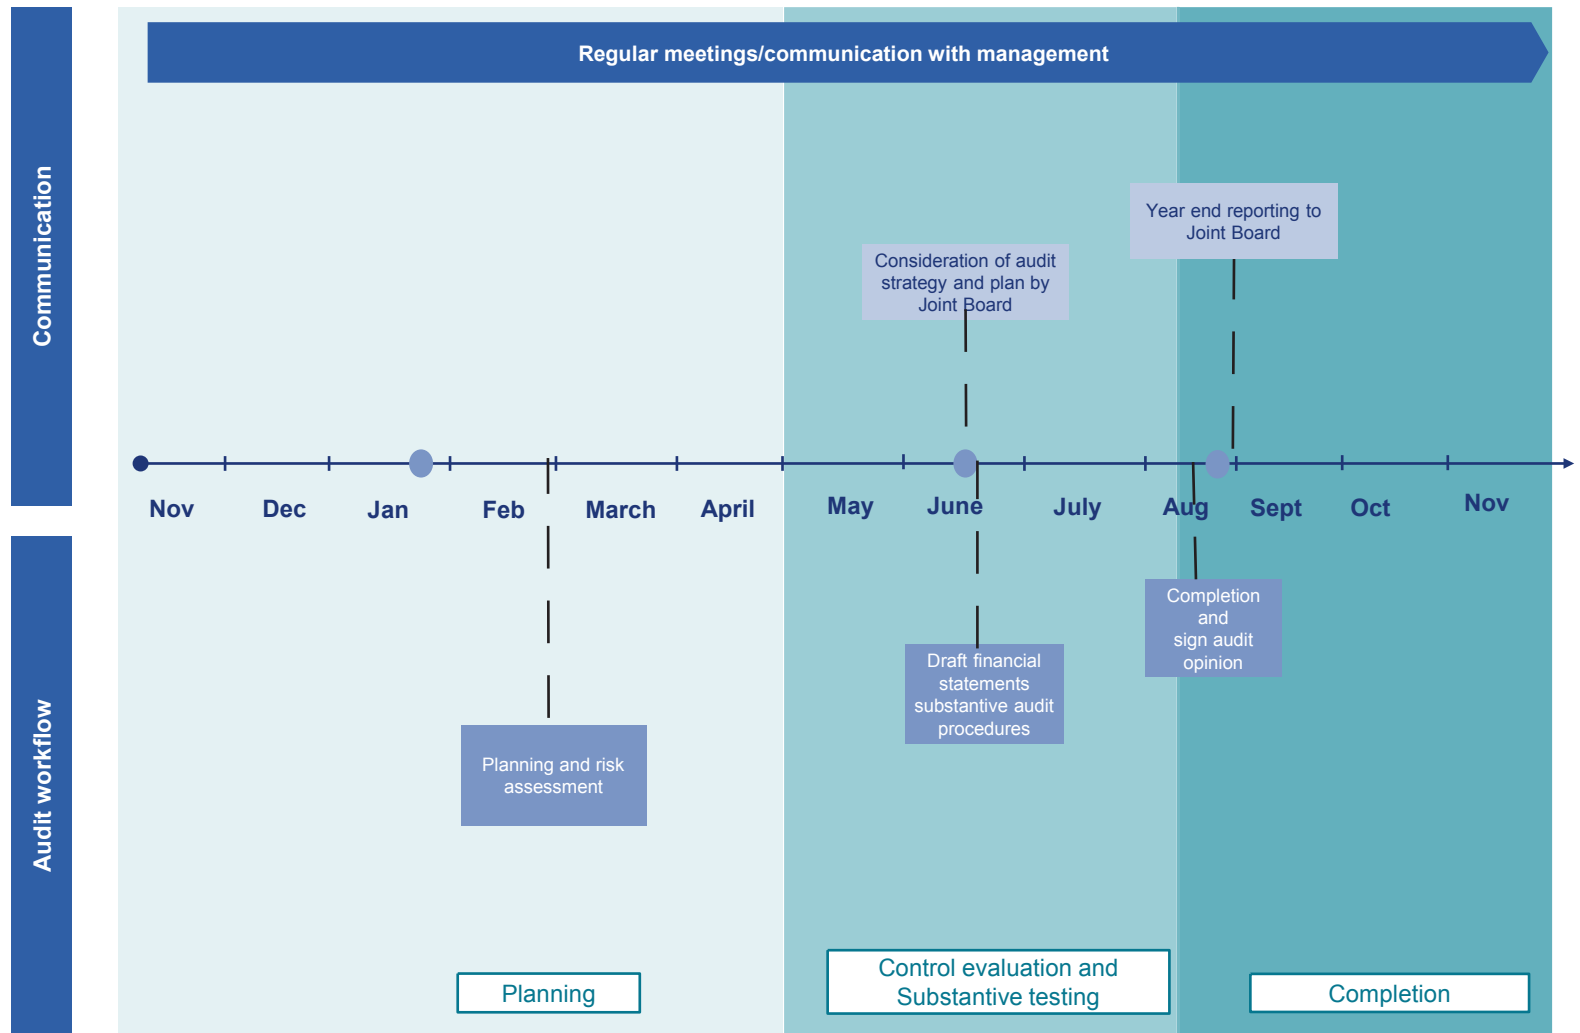 Regular meetings/communication with management
Communication
Year end reporting to
Joint Board
Consideration of audit
strategy and plan by
Joint Board
Nov
Dec
Jan
Feb
March
April
May
June
July
Aug
Sept
Oct
Nov
Audit workflow
Completion
and
sign audit
opinion
Draft financial
statements
substantive audit
procedures
Planning and risk
assessment
Planning
Control evaluation and
Substantive testing
Completion